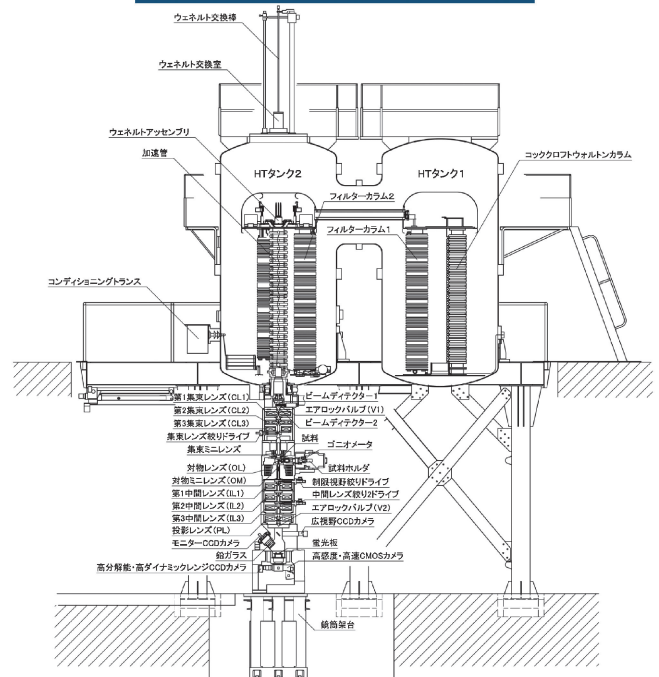 ウェネルト交換棒
ウェネルト交換室
ウェネルトアッセンブリ
加速管
HTタンク2
HTタンク1
コッククロフトウォルトンカラム
フィルターカラム2
フィルターカラム1
コンディショニングトランス
第1集束レンズ(CL1)
ビームディテクター1
第2集束レンズ(CL2)
エアロックバルブ(V1)
第3集束レンズ(CL3)
ビームディテクター2
集束レンズ絞りドライブ
試料
集束ミニレンズ
ゴニオメータ
対物レンズ(OL)
試料ホルダ
対物ミニレンズ(OM)
制限視野絞りドライブ
第1中間レンズ(IL1)
中間レンズ絞り2ドライブ
第2中間レンズ(IL2)
エアロックバルブ(V2)
第3中間レンズ(IL3)
広視野CCDカメラ
投影レンズ(PL)
モニターCCDカメラ
蛍光板
鉛ガラス
高感度・高速CMOSカメラ
高分解能・高ダイナミックレンジCCDカメラ
鏡筒架台